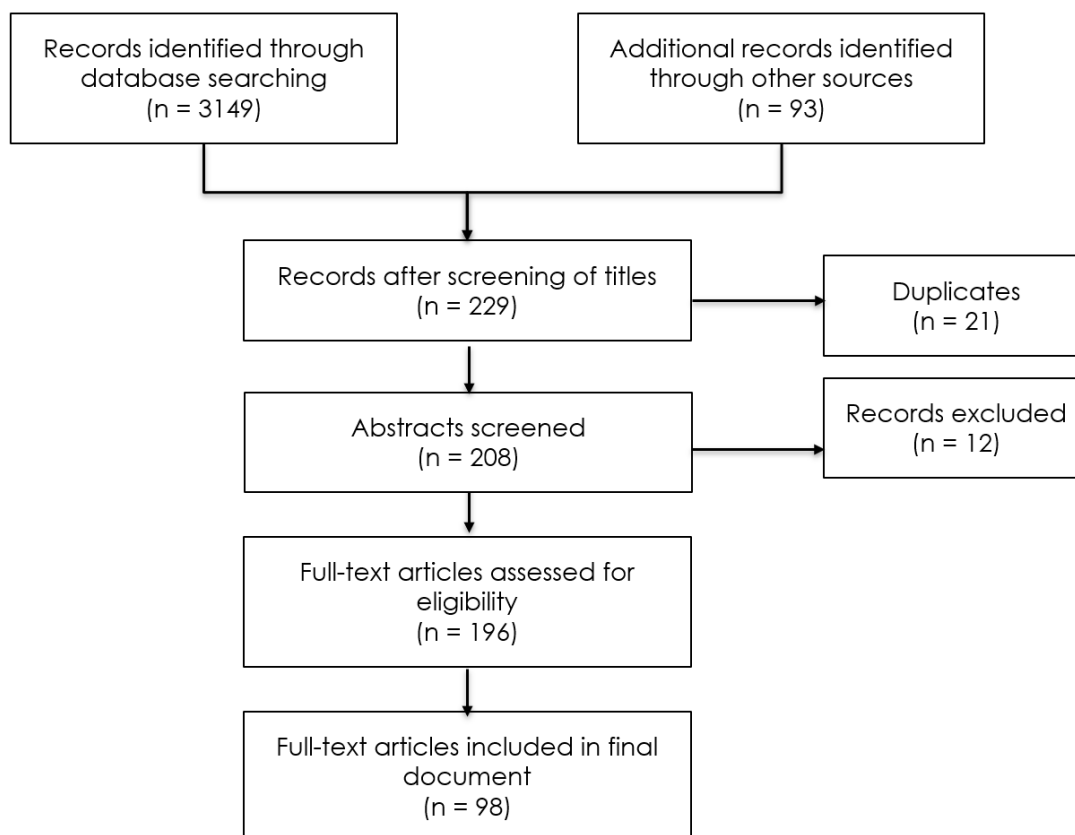 Records identified through
database searching
(n = 3149)
Additional records identified
through other sources
(n = 93)
Records after screening of titles
(n = 229)
Duplicates
(n = 21)
Abstracts screened
(n = 208)
Records excluded
(n = 12)
Full-text articles assessed for
eligibility
(n = 196)
Full-text articles included in final
document
(n = 98)